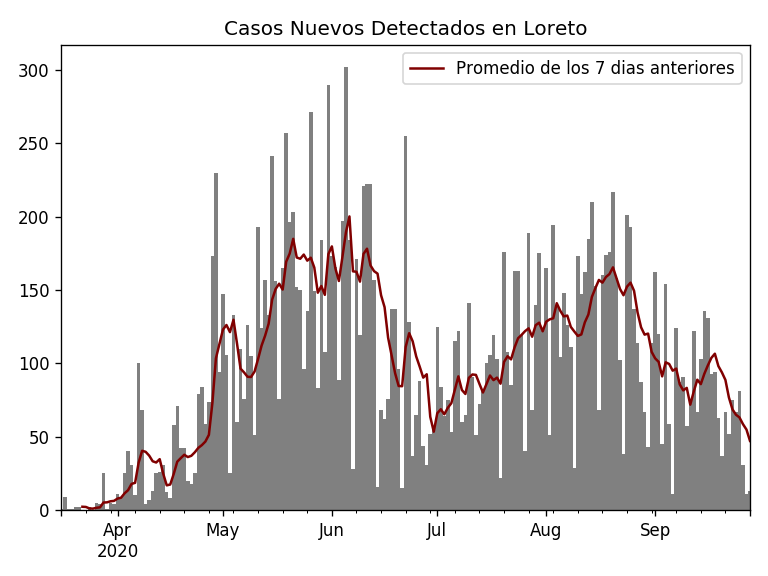 Casos Nuevos Detectados en Loreto
Promedio de los 7 dias anteriores
300
250
200
150
100
50
0
Apr May Jun Jul Aug Sep
2020